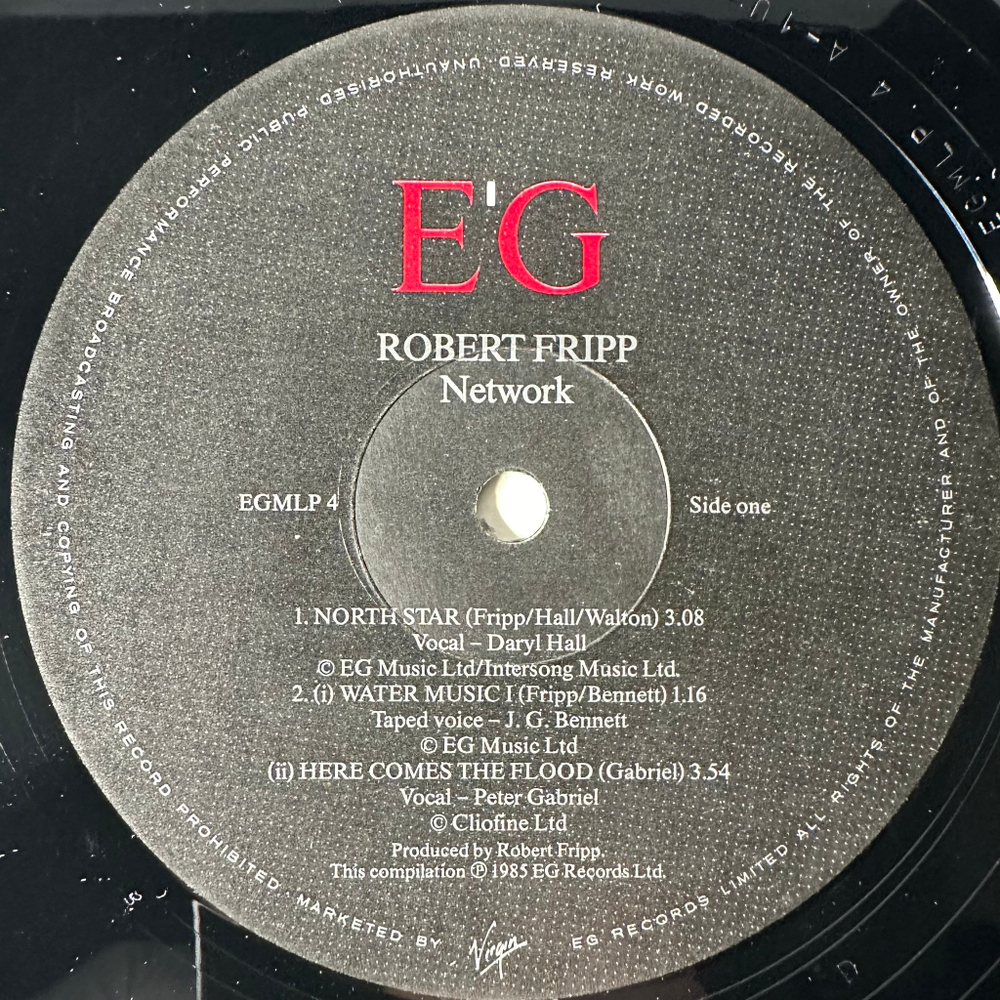 E'G
ROBERT FRIPP
Network
EGMLP 4
Side one
1. NORTH STAR (Fripp/Hall/Walton) 3.08
Vocal – Daryl Hall
© EG Music Ltd/Intersong Music Ltd.
2. (i) WATER MUSIC I (Fripp/Bennett) 1.16
Taped voice – J. G. Bennett
© EG Music Ltd
(ii) HERE COMES THE FLOOD (Gabriel) 3.54
Vocal – Peter Gabriel
© Cliofine Ltd
Produced by Robert Fripp.
This compilation ℗ 1985 EG Records Ltd.
EG RECORDS LIMITED ALL RIGHTS OF THE MANUFACTURER AND OF THE OWNER OF THE RECORDED WORK RESERVED UNAUTHORISED PUBLIC PERFORMANCE BROADCASTING AND COPYING OF THIS RECORD PROHIBITED. MARKETED BY Virgin
EGMLP. 4 A-1U